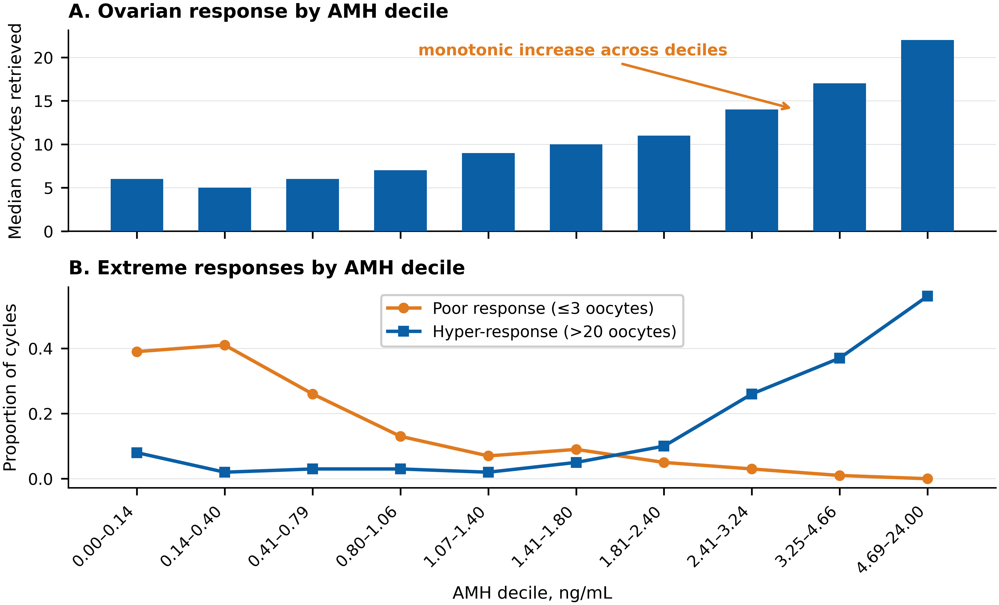 A. Ovarian response by AMH decile
Median oocytes retrieved
20
15
10
5
0
monotonic increase across deciles
B. Extreme responses by AMH decile
Proportion of cycles
0.4
0.2
0.0
Poor response (≤3 oocytes)
Hyper-response (>20 oocytes)
0.00–0.14
0.14–0.40
0.41–0.79
0.80–1.06
1.07–1.40
1.41–1.80
1.81–2.40
2.41–3.24
3.25–4.66
4.69–24.00
AMH decile, ng/mL